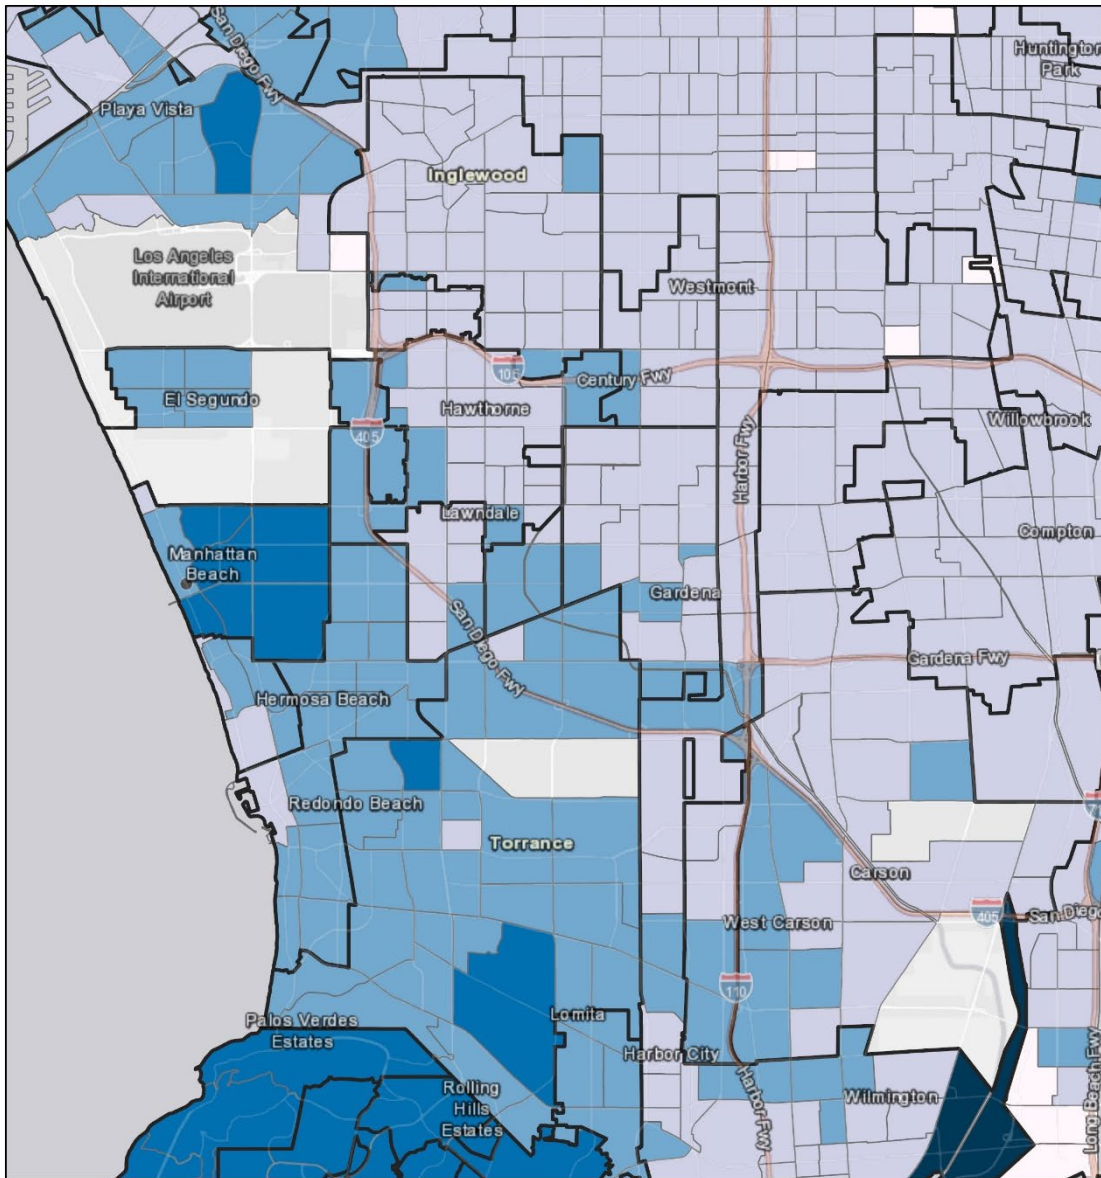 San Diego Fwy
Huntington
Park
Playa Vista
Inglewood
Los Angeles
International
Airport
Westmont
105
Century Fwy
El Segundo
Hawthorne
405
Willowbrook
Harbor Fwy
Lawndale
Compton
Manhattan
Beach
Gardena
San Diego Fwy
Gardena Fwy
Hermosa Beach
Redondo Beach
Torrance
Carson
West Carson
405
San Diego
110
Lomita
Palos Verdes
Estates
Harbor City
Rolling
Hills
Estates
Harbor Fwy
Wilmington
Long Beach Fwy